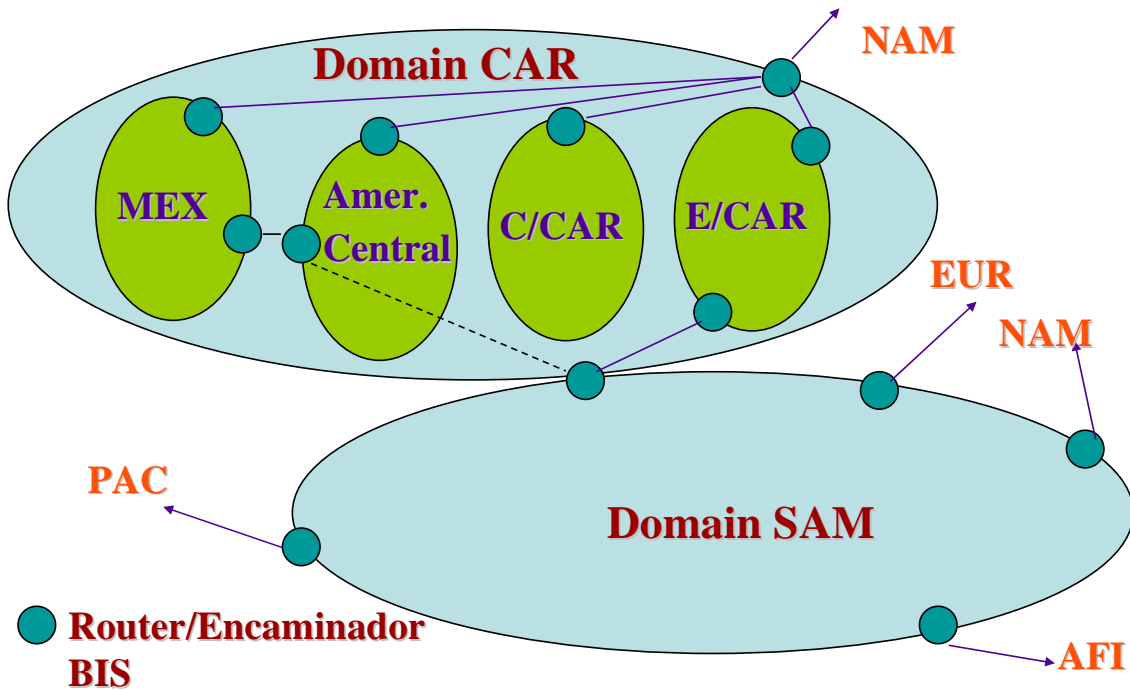 NAM
Domain CAR
MEX
Amer.
Central
C/CAR
E/CAR
EUR
NAM
PAC
Domain SAM
Router/Encaminador
BIS
AFI